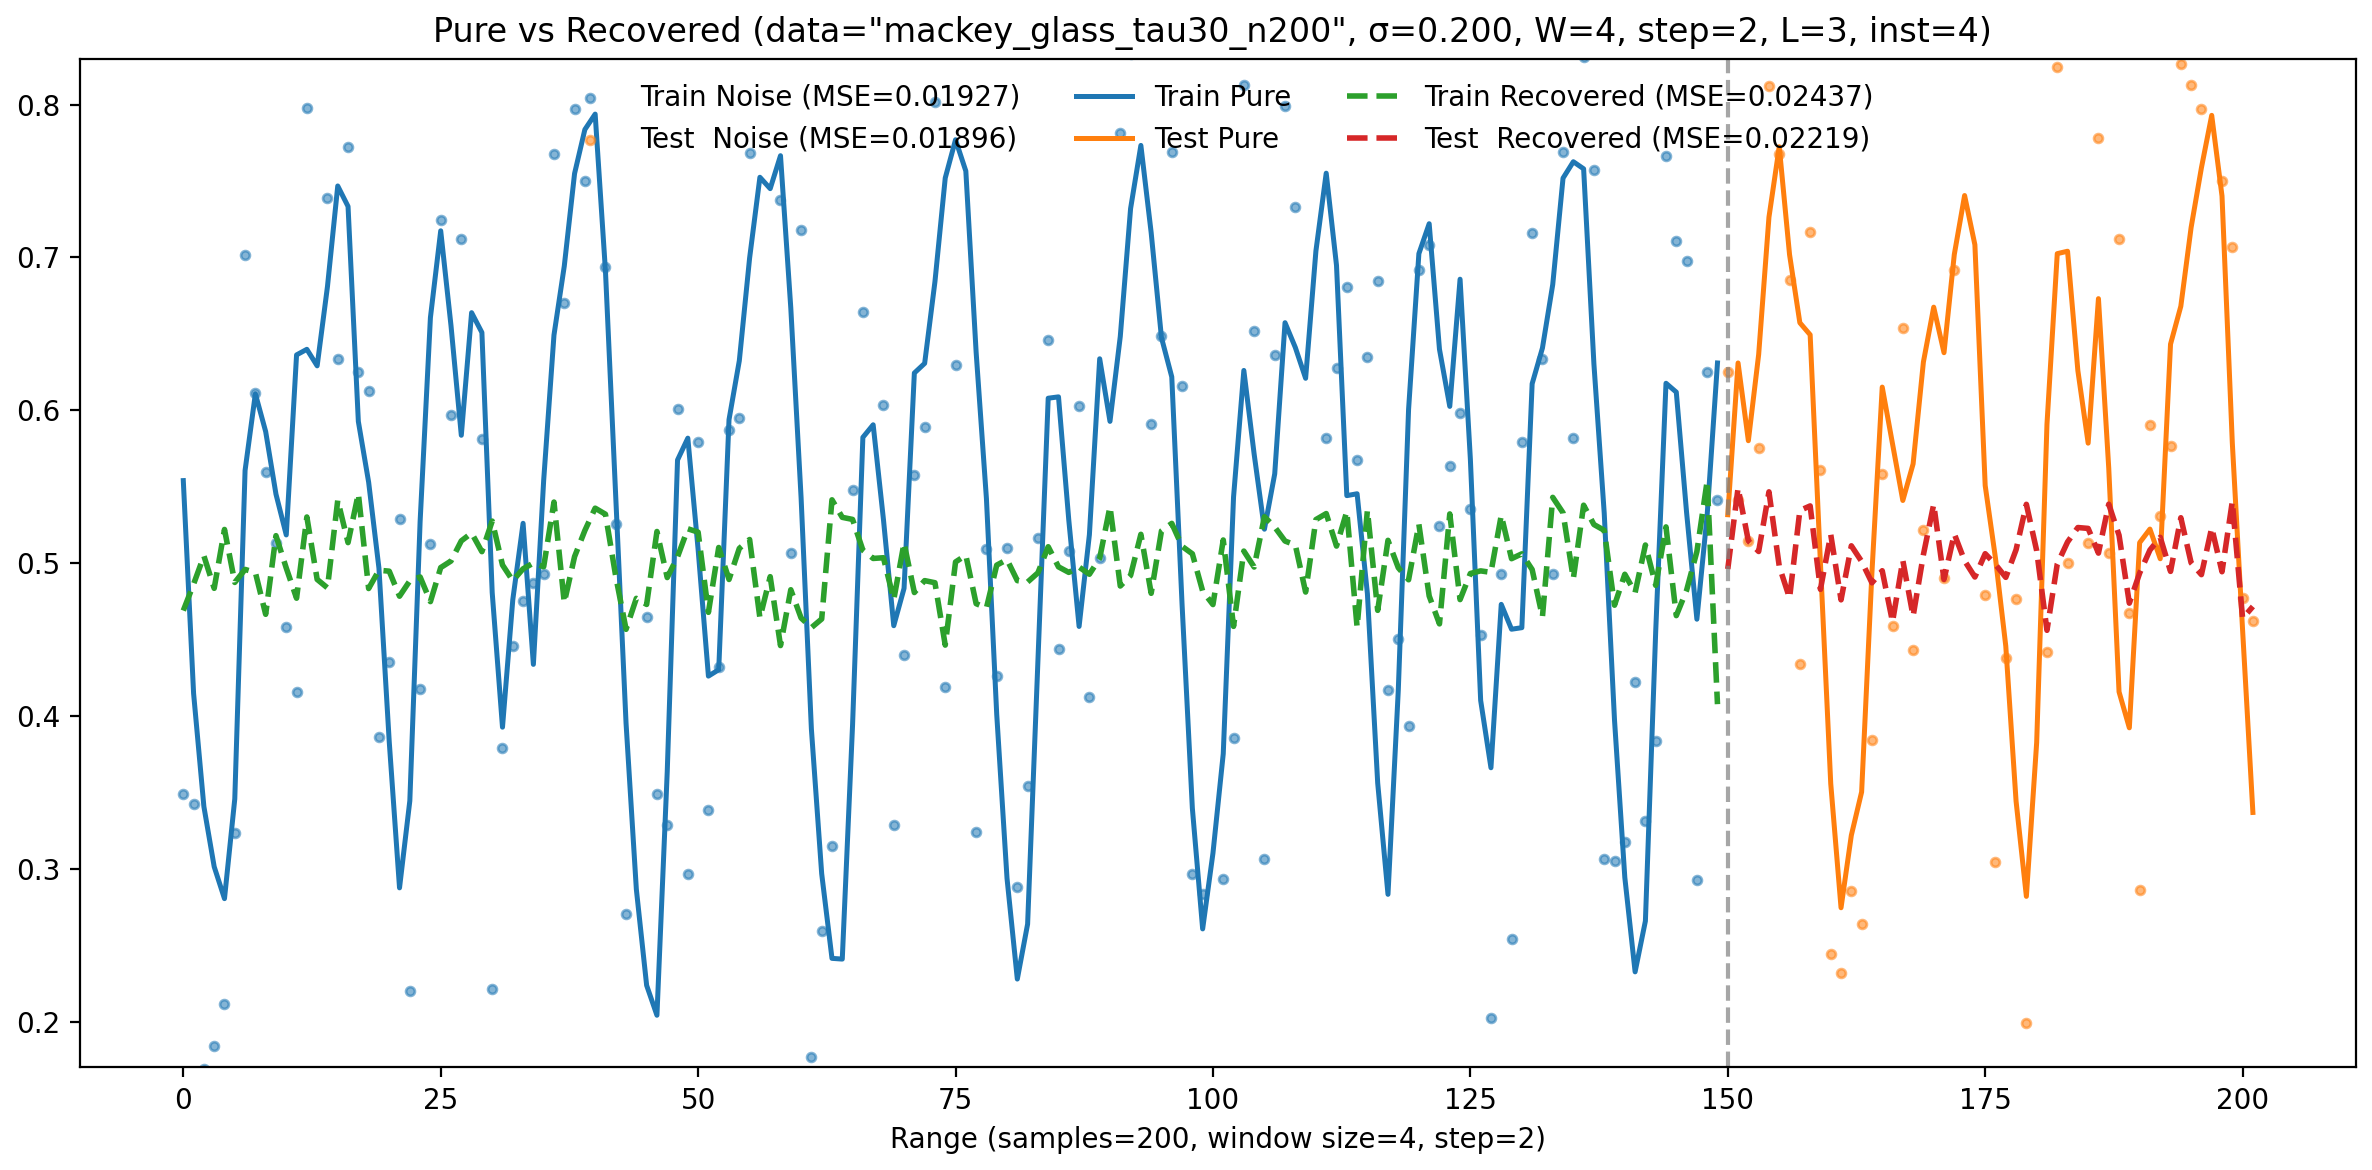 Pure vs Recovered (data="mackey_glass_tau30_n200", σ=0.200, W=4, step=2, L=3, inst=4)
Train Noise (MSE=0.01927) Train Pure Train Recovered (MSE=0.02437)
Test  Noise (MSE=0.01896) Test Pure Test  Recovered (MSE=0.02219)
0.8
0.7
0.6
0.5
0.4
0.3
0.2
0 25 50 75 100 125 150 175 200
Range (samples=200, window size=4, step=2)